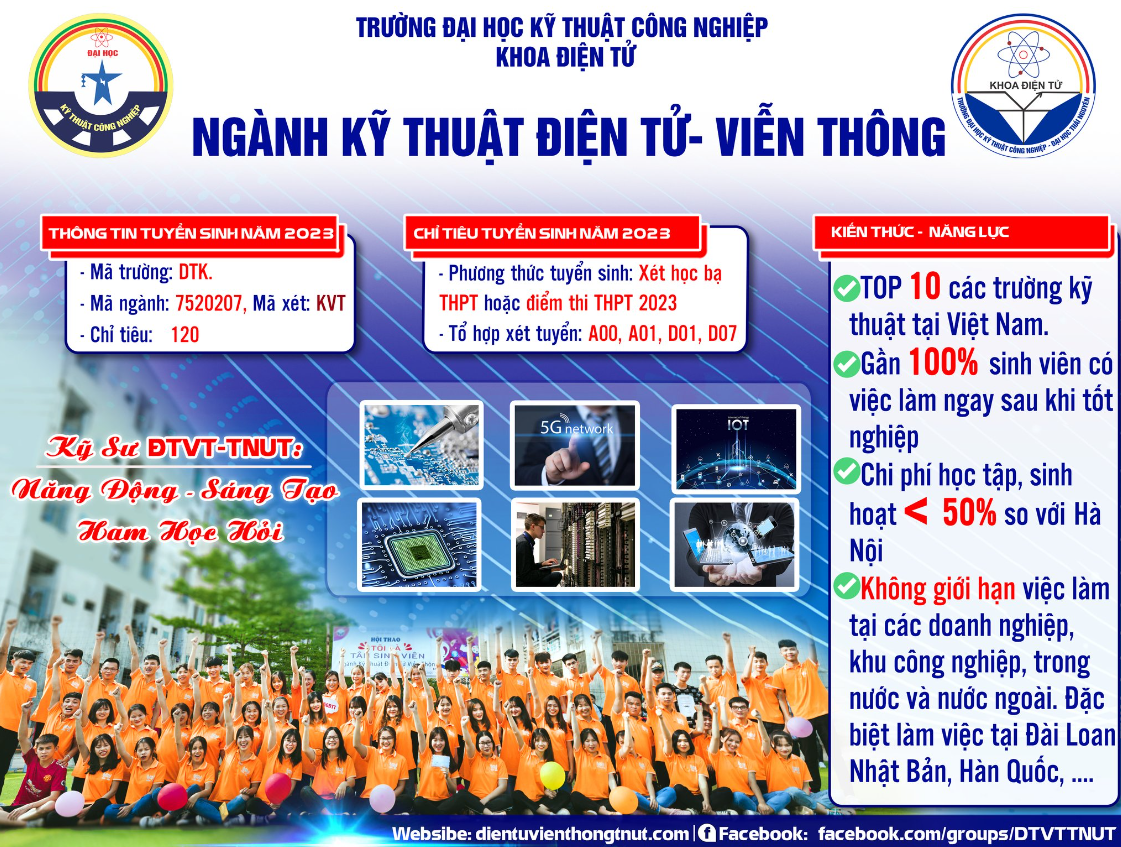 TRƯỜNG ĐẠI HỌC KỸ THUẬT CÔNG NGHIỆP
KHOA ĐIỆN TỬ
ĐẠI HỌC
KỸ THUẬT CÔNG NGHIỆP
KHOA ĐIỆN TỬ
TRƯỜNG ĐẠI HỌC KỸ THUẬT CÔNG NGHIỆP - ĐẠI HỌC THÁI NGUYÊN
NGÀNH KỸ THUẬT ĐIỆN TỬ- VIỄN THÔNG
THÔNG TIN TUYỂN SINH NĂM 2023
- Mã trường: DTK.
- Mã ngành: 7520207, Mã xét: KVT
- Chỉ tiêu: 120
CHỈ TIÊU TUYỂN SINH NĂM 2023
- Phương thức tuyển sinh: Xét học bạ
THPT hoặc điểm thi THPT 2023
- Tổ hợp xét tuyển: A00, A01, D01, D07
KIẾN THỨC - NĂNG LỰC
TOP 10 các trường kỹ
thuật tại Việt Nam.
Gần 100% sinh viên có
việc làm ngay sau khi tốt
nghiệp
Chi phí học tập, sinh
hoạt < 50% so với Hà
Nội
Không giới hạn việc làm
tại các doanh nghiệp,
khu công nghiệp, trong
nước và nước ngoài. Đặc
biệt làm việc tại Đài Loan
Nhật Bản, Hàn Quốc, ....
Kỹ Sư ĐTVT-TNUT:
Năng Động - Sáng Tạo
Ham Học Hỏi
5G network
IOT
HỘI THẢO
TÂN SINH VIÊN
Websibe: dientuvienthongtnut.com | Facebook: facebook.com/groups/DTVTTNUT